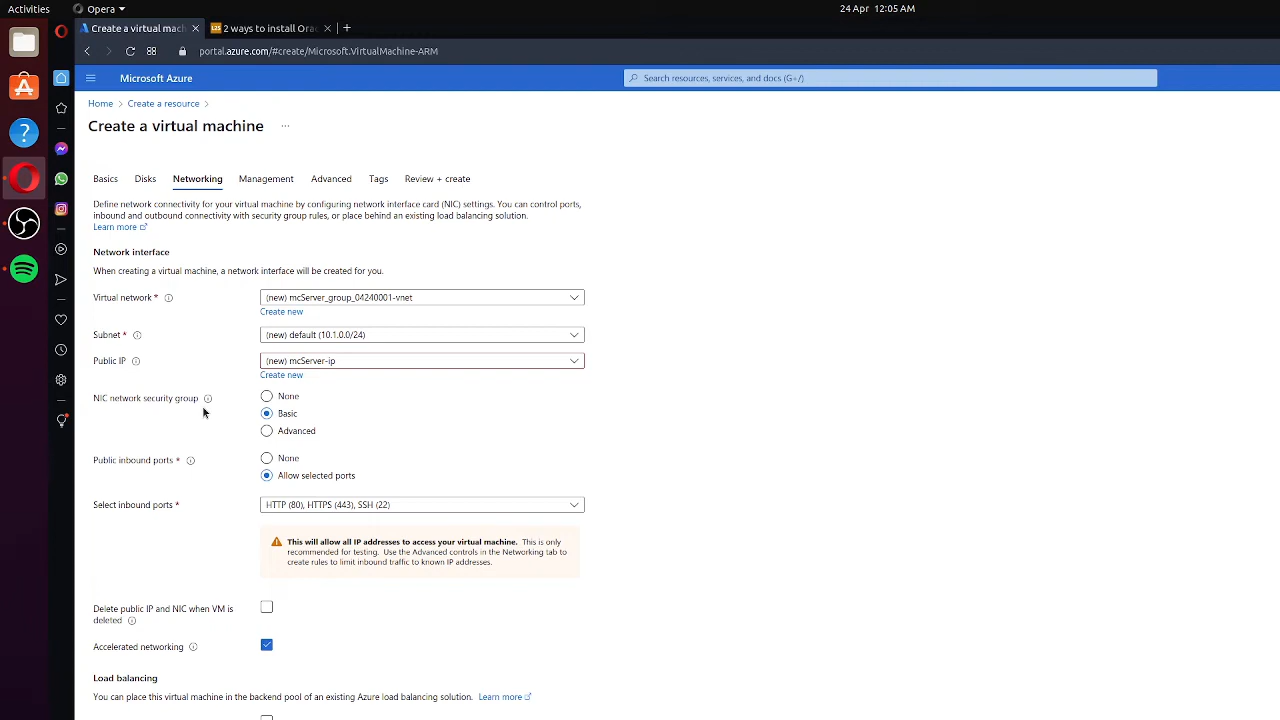 Activities
Opera
24 Apr 12:05 AM
Create a virtual mach
2 ways to install Orac
portal.azure.com/#create/Microsoft.VirtualMachine-ARM
Microsoft Azure
Search resources, services, and docs (G+/)
Home > Create a resource >
Create a virtual machine ...
Basics Disks Networking Management Advanced Tags Review + create
Define network connectivity for your virtual machine by configuring network interface card (NIC) settings. You can control ports,
inbound and outbound connectivity with security group rules, or place behind an existing load balancing solution.
Learn more
Network interface
When creating a virtual machine, a network interface will be created for you.
Virtual network * (new) mcServer_group_04240001-vnet
Create new
Subnet * (new) default (10.1.0.0/24)
Public IP (new) mcServer-ip
Create new
NIC network security group
None
Basic
Advanced
Public inbound ports *
None
Allow selected ports
Select inbound ports * HTTP (80), HTTPS (443), SSH (22)
This will allow all IP addresses to access your virtual machine. This is only
recommended for testing. Use the Advanced controls in the Networking tab to
create rules to limit inbound traffic to known IP addresses.
Delete public IP and NIC when VM is
deleted
Accelerated networking
Load balancing
You can place this virtual machine in the backend pool of an existing Azure load balancing solution. Learn more